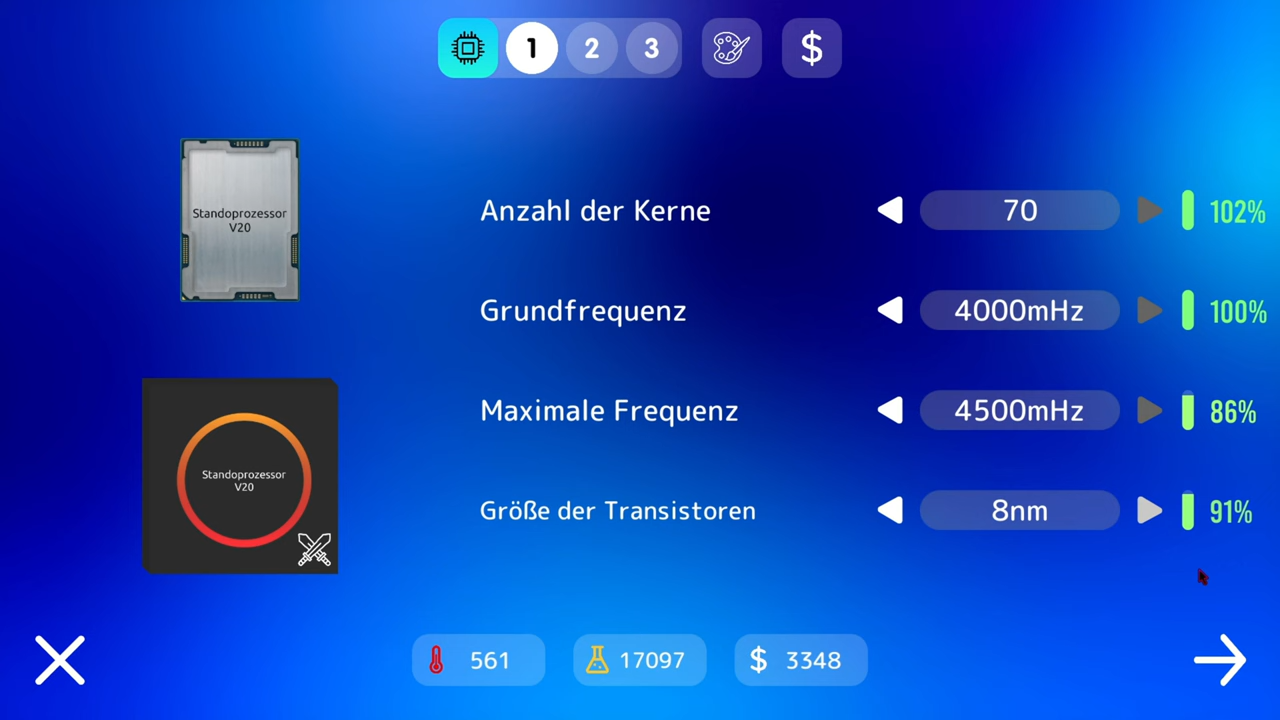 1
2
3
$
Standoprozessor
V20
Anzahl der Kerne
70
102%
Grundfrequenz
4000mHz
100%
Maximale Frequenz
4500mHz
86%
Standoprozessor
V20
Größe der Transistoren
8nm
91%
561
17097
$ 3348